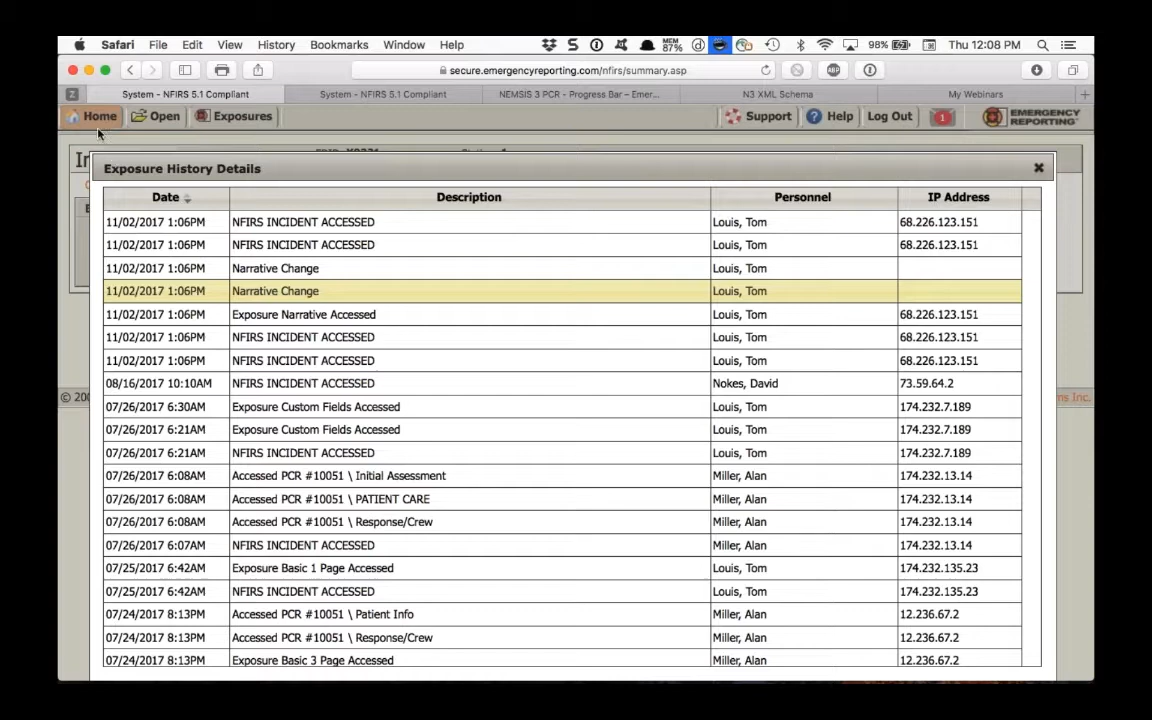 Safari File Edit View History Bookmarks Window Help MEM 87% 98% Thu 12:08 PM
secure.emergencyreporting.com/nfirs/summary.asp
Z System - NFIRS 5.1 Compliant System - NFIRS 5.1 Compliant NEMSIS 3 PCR - Progress Bar – Emer... N3 XML Schema My Webinars +
Home Open Exposures Support ? Help Log Out 1 EMERGENCY REPORTING
Exposure History Details
Date Description Personnel IP Address
11/02/2017 1:06PM NFIRS INCIDENT ACCESSED Louis, Tom 68.226.123.151
11/02/2017 1:06PM NFIRS INCIDENT ACCESSED Louis, Tom 68.226.123.151
11/02/2017 1:06PM Narrative Change Louis, Tom
11/02/2017 1:06PM Narrative Change Louis, Tom
11/02/2017 1:06PM Exposure Narrative Accessed Louis, Tom 68.226.123.151
11/02/2017 1:06PM NFIRS INCIDENT ACCESSED Louis, Tom 68.226.123.151
11/02/2017 1:06PM NFIRS INCIDENT ACCESSED Louis, Tom 68.226.123.151
08/16/2017 10:10AM NFIRS INCIDENT ACCESSED Nokes, David 73.59.64.2
07/26/2017 6:30AM Exposure Custom Fields Accessed Louis, Tom 174.232.7.189
07/26/2017 6:21AM Exposure Custom Fields Accessed Louis, Tom 174.232.7.189
07/26/2017 6:21AM NFIRS INCIDENT ACCESSED Louis, Tom 174.232.7.189
07/26/2017 6:08AM Accessed PCR #10051 \ Initial Assessment Miller, Alan 174.232.13.14
07/26/2017 6:08AM Accessed PCR #10051 \ PATIENT CARE Miller, Alan 174.232.13.14
07/26/2017 6:08AM Accessed PCR #10051 \ Response/Crew Miller, Alan 174.232.13.14
07/26/2017 6:07AM NFIRS INCIDENT ACCESSED Miller, Alan 174.232.13.14
07/25/2017 6:42AM Exposure Basic 1 Page Accessed Louis, Tom 174.232.135.23
07/25/2017 6:42AM NFIRS INCIDENT ACCESSED Louis, Tom 174.232.135.23
07/24/2017 8:13PM Accessed PCR #10051 \ Patient Info Miller, Alan 12.236.67.2
07/24/2017 8:13PM Accessed PCR #10051 \ Response/Crew Miller, Alan 12.236.67.2
07/24/2017 8:13PM Exposure Basic 3 Page Accessed Miller, Alan 12.236.67.2